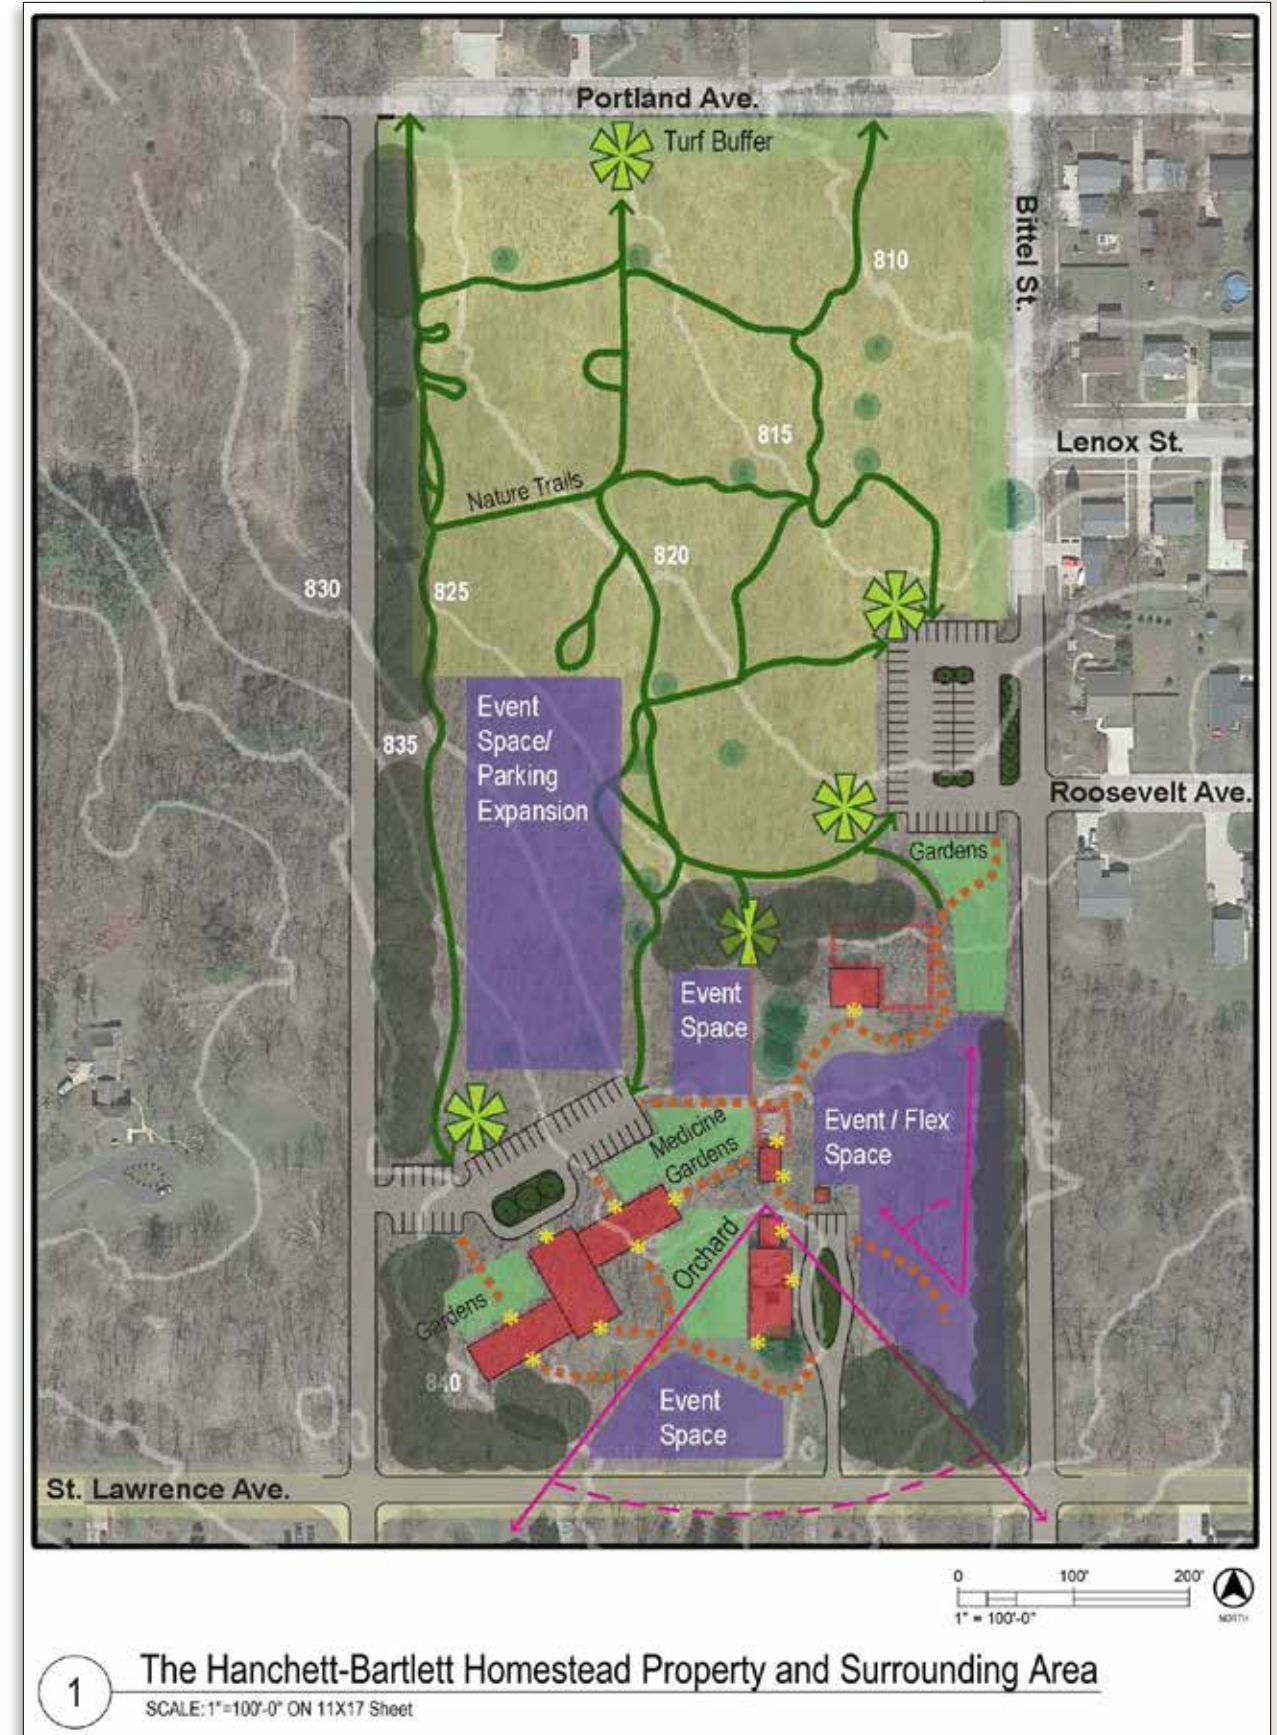 Portland Ave.
Turf Buffer
Bittel St.
810
815
Lenox St.
Nature Trails
820
830
825
835
Event
Space/
Parking
Expansion
Roosevelt Ave.
Gardens
Event
Space
Event / Flex
Space
Medicine
Gardens
Orchard
Gardens
840
Event
Space
St. Lawrence Ave.
0 100' 200'
1" = 100'-0"
NORTH
1
The Hanchett-Bartlett Homestead Property and Surrounding Area
SCALE: 1"=100'-0" ON 11X17 Sheet